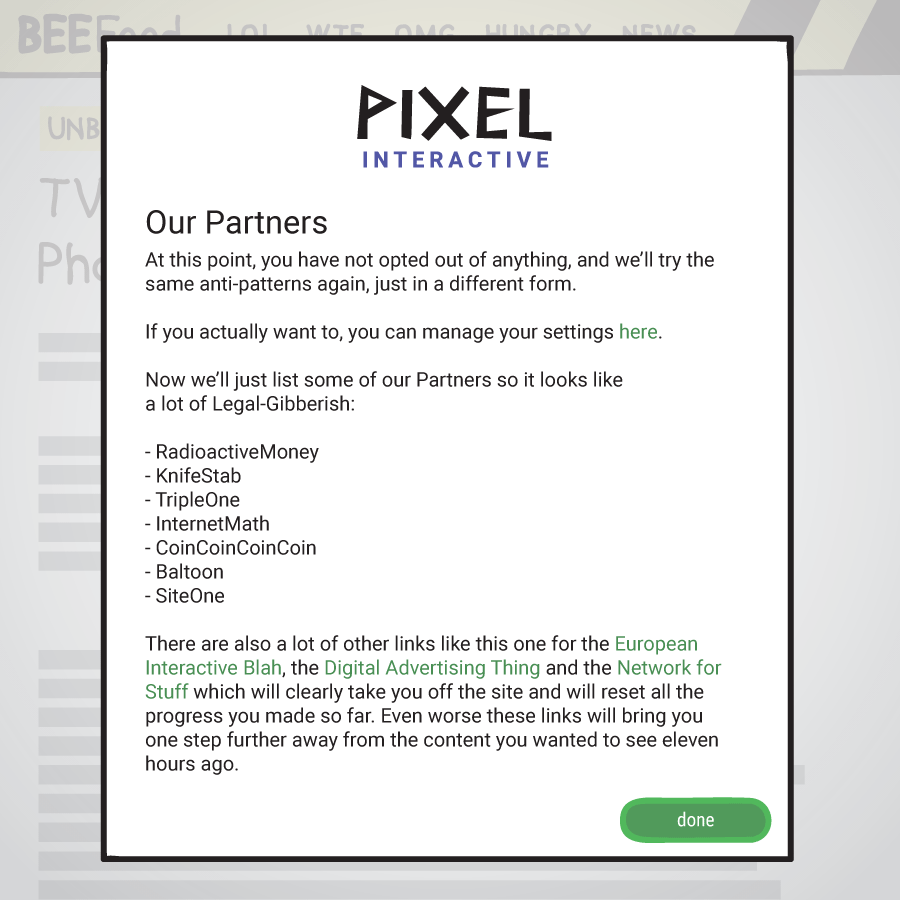 BEEFeed LOL WTF OMG HUNGRY NEWS
UNB
TV
Pho
PIXEL
INTERACTIVE
Our Partners
At this point, you have not opted out of anything, and we’ll try the
same anti-patterns again, just in a different form.
If you actually want to, you can manage your settings here.
Now we’ll just list some of our Partners so it looks like
a lot of Legal-Gibberish:
- RadioactiveMoney
- KnifeStab
- TripleOne
- InternetMath
- CoinCoinCoinCoin
- Baltoon
- SiteOne
There are also a lot of other links like this one for the European
Interactive Blah, the Digital Advertising Thing and the Network for
Stuff which will clearly take you off the site and will reset all the
progress you made so far. Even worse these links will bring you
one step further away from the content you wanted to see eleven
hours ago.
done